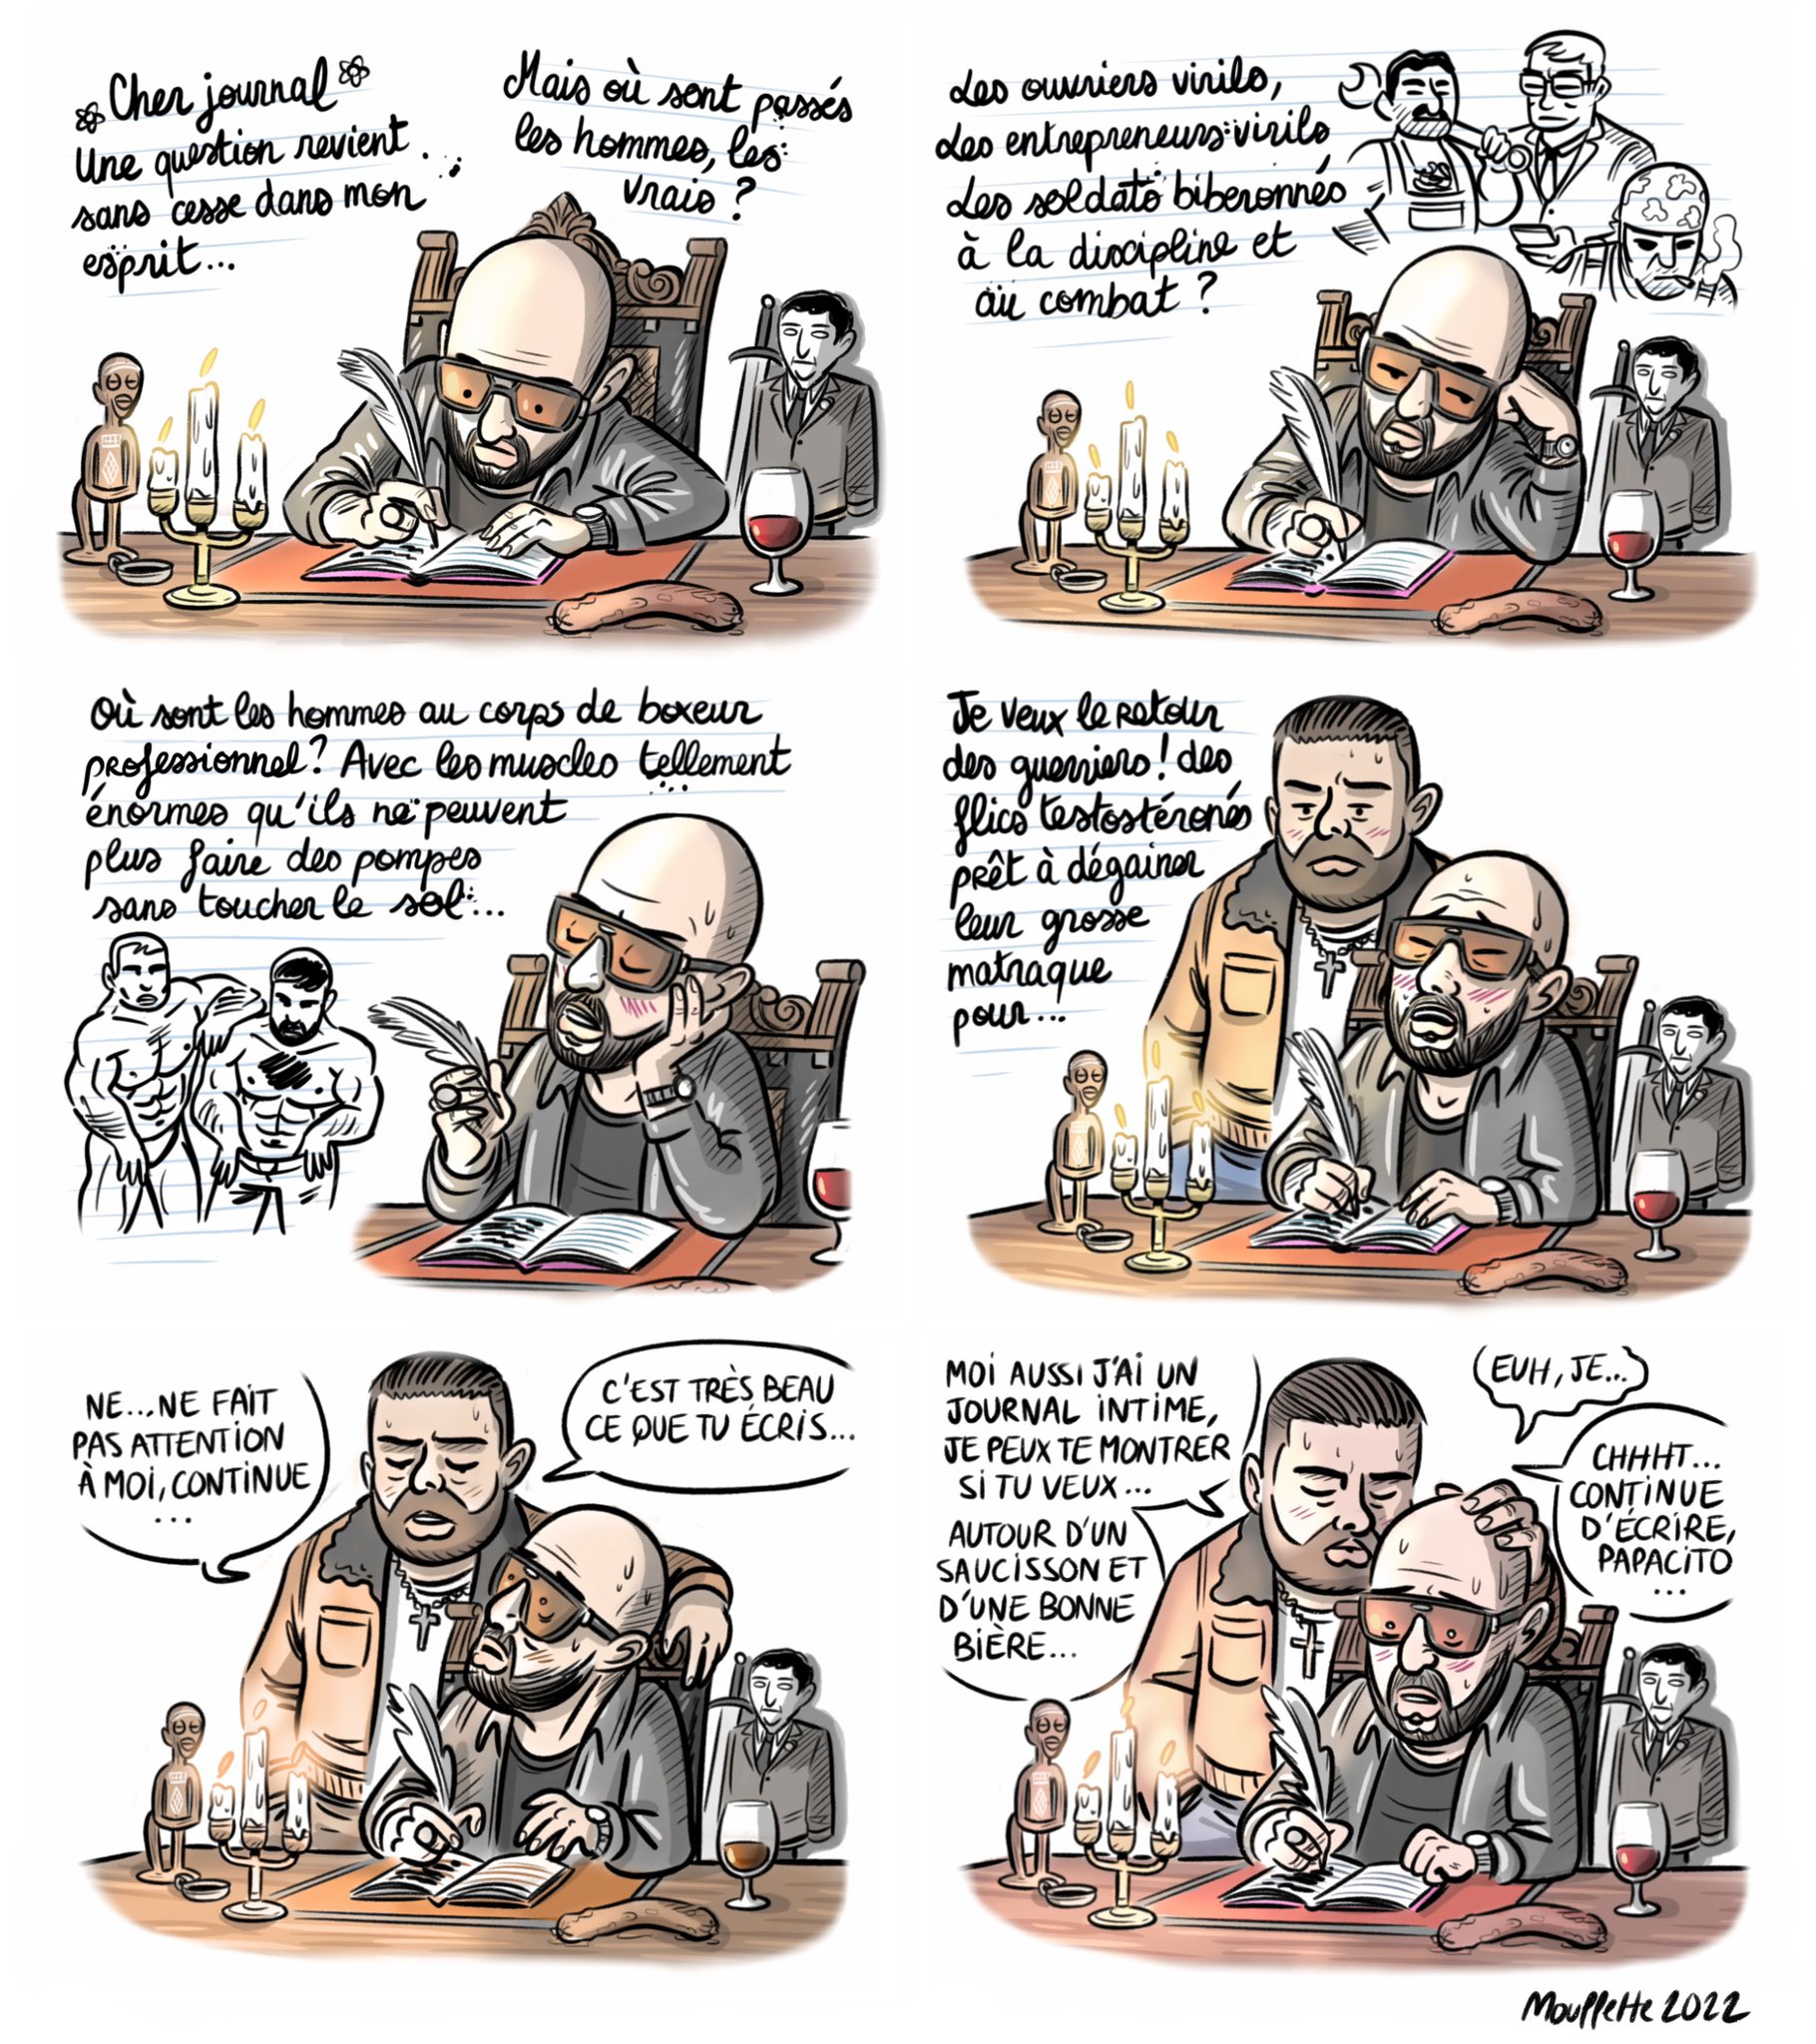 Cher journal
Une question revient
sans cesse dans mon
esprit...
Mais où sont passés
les hommes, les
vrais ?
Les ouvriers virils,
Les entrepreneurs virils
Les soldats biberonnés
à la discipline et
au combat ?
Où sont les hommes au corps de boxeur
professionnel ? Avec les muscles tellement
énormes qu'ils ne peuvent
plus faire des pompes
sans toucher le sol...
Je veux le retour
des guerriers ! des
flics testostéronés
prêt à dégainer
leur grosse
matraque
pour...
NE... NE FAIT
PAS ATTENTION
À MOI, CONTINUE
...
C'EST TRÈS BEAU
CE QUE TU ÉCRIS...
MOI AUSSI J'AI UN
JOURNAL INTIME,
JE PEUX TE MONTRER
SI TU VEUX...
AUTOUR D'UN
SAUCISSON ET
D'UNE BONNE
BIÈRE...
EUH, JE...
CHHHT...
CONTINUE
D'ÉCRIRE,
PAPACITO
...
Mouffette 2022